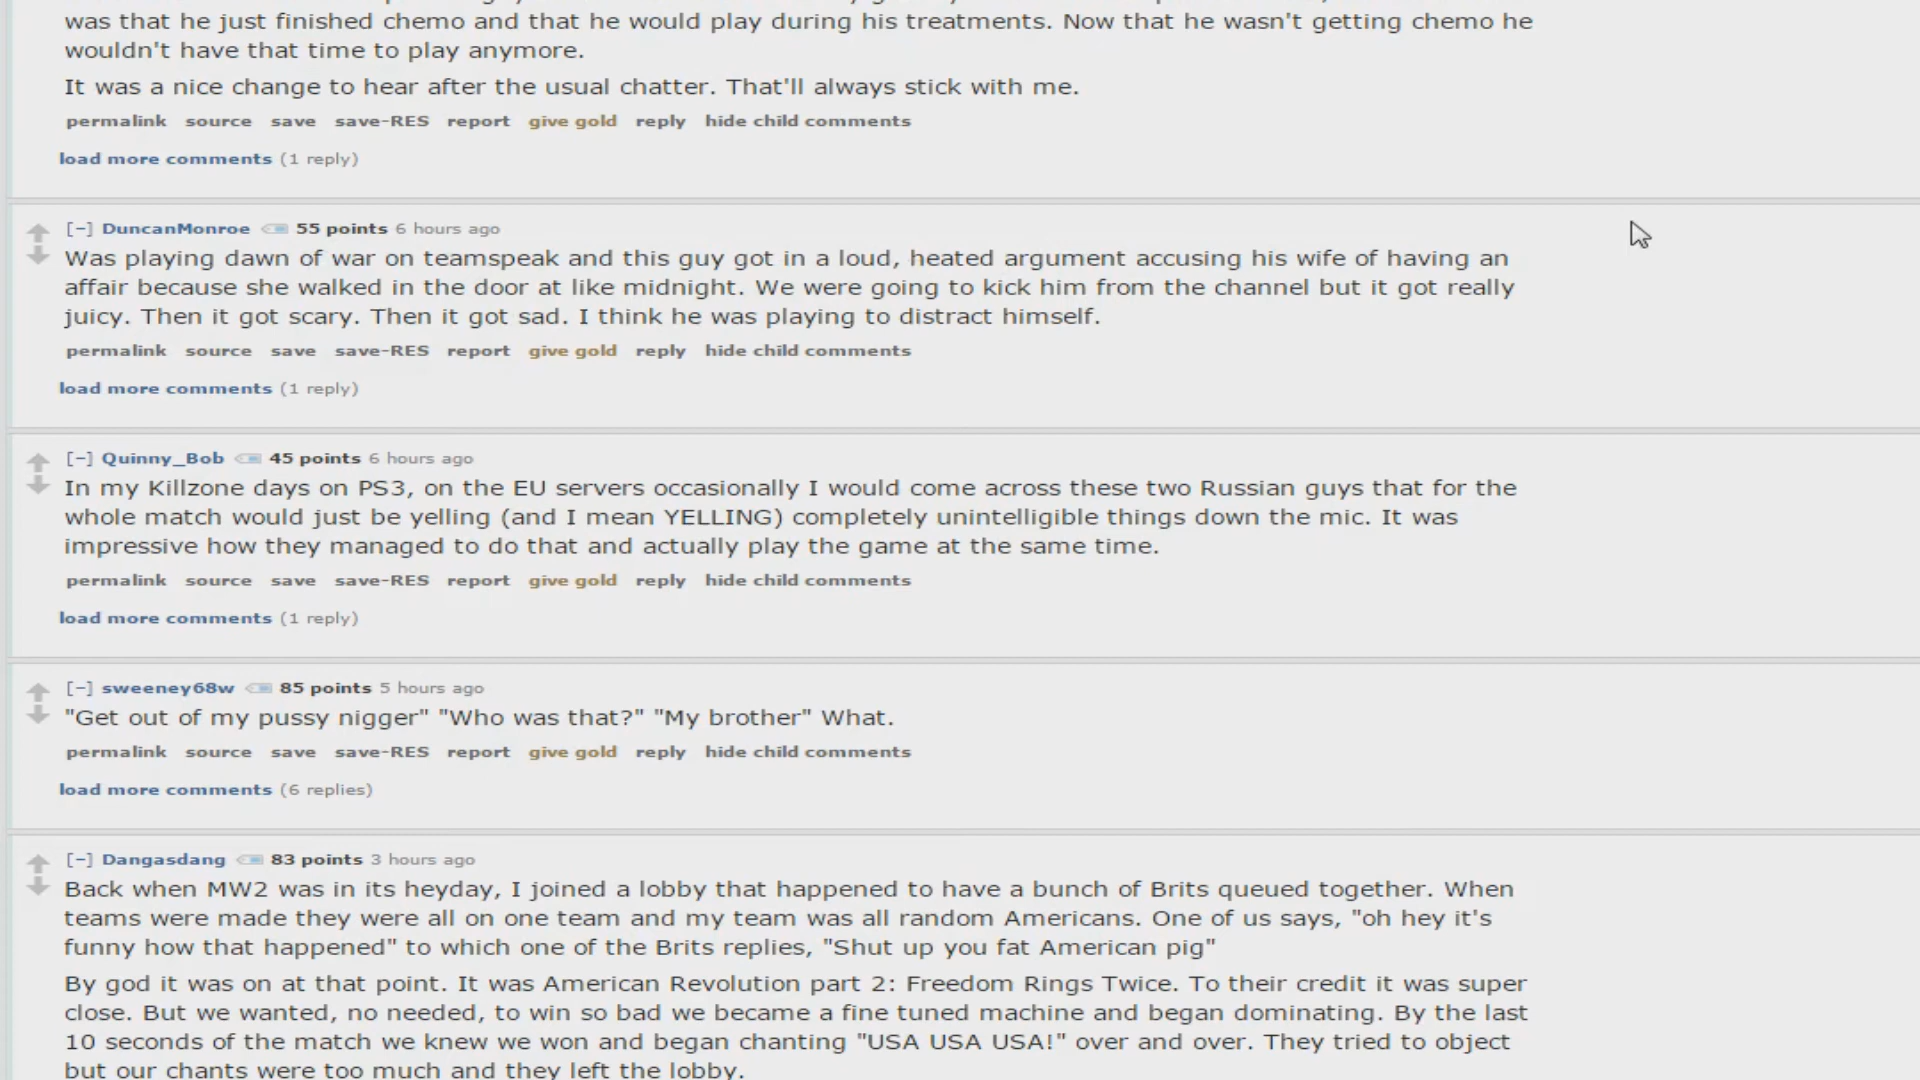 was that he just finished chemo and that he would play during his treatments. Now that he wasn't getting chemo he
wouldn't have that time to play anymore.
It was a nice change to hear after the usual chatter. That'll always stick with me.
permalink source save save-RES report give gold reply hide child comments
load more comments (1 reply)
[-] DuncanMonroe 55 points 6 hours ago
Was playing dawn of war on teamspeak and this guy got in a loud, heated argument accusing his wife of having an
affair because she walked in the door at like midnight. We were going to kick him from the channel but it got really
juicy. Then it got scary. Then it got sad. I think he was playing to distract himself.
permalink source save save-RES report give gold reply hide child comments
load more comments (1 reply)
[-] Quinny_Bob 45 points 6 hours ago
In my Killzone days on PS3, on the EU servers occasionally I would come across these two Russian guys that for the
whole match would just be yelling (and I mean YELLING) completely unintelligible things down the mic. It was
impressive how they managed to do that and actually play the game at the same time.
permalink source save save-RES report give gold reply hide child comments
load more comments (1 reply)
[-] sweeney68w 85 points 5 hours ago
"Get out of my pussy nigger" "Who was that?" "My brother" What.
permalink source save save-RES report give gold reply hide child comments
load more comments (6 replies)
[-] Dangasdang 83 points 3 hours ago
Back when MW2 was in its heyday, I joined a lobby that happened to have a bunch of Brits queued together. When
teams were made they were all on one team and my team was all random Americans. One of us says, "oh hey it's
funny how that happened" to which one of the Brits replies, "Shut up you fat American pig"
By god it was on at that point. It was American Revolution part 2: Freedom Rings Twice. To their credit it was super
close. But we wanted, no needed, to win so bad we became a fine tuned machine and began dominating. By the last
10 seconds of the match we knew we won and began chanting "USA USA USA!" over and over. They tried to object
but our chants were too much and they left the lobby.